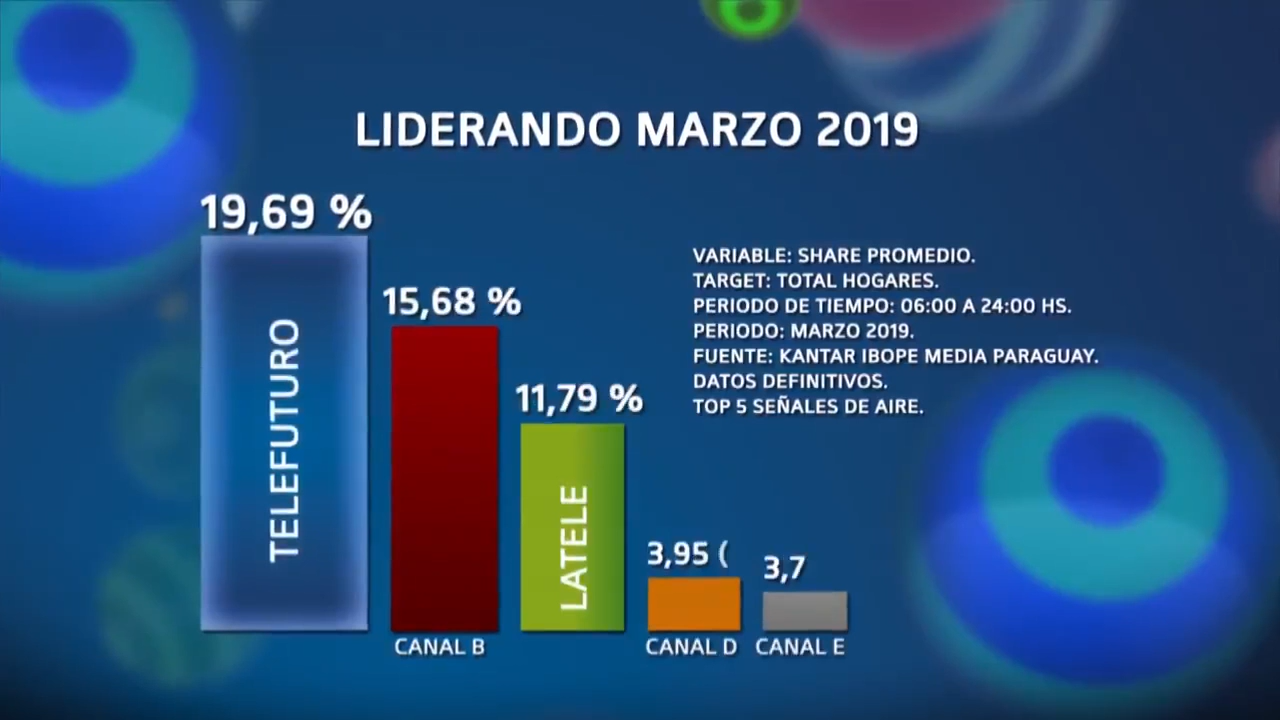 LIDERANDO MARZO 2019
19,69 %
TELEFUTURO
15,68 %
CANAL B
11,79 %
LATELE
3,95 (
CANAL D
3,7
CANAL E
VARIABLE: SHARE PROMEDIO.
TARGET: TOTAL HOGARES.
PERIODO DE TIEMPO: 06:00 A 24:00 HS.
PERIODO: MARZO 2019.
FUENTE: KANTAR IBOPE MEDIA PARAGUAY.
DATOS DEFINITIVOS.
TOP 5 SEÑALES DE AIRE.